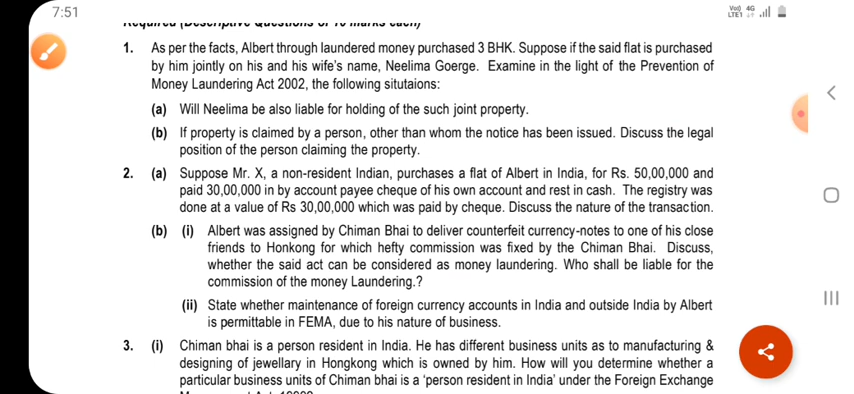 7:51
Vo)) 4G
LTE1
Required (Descriptive Questions of 10 marks each)
1. As per the facts, Albert through laundered money purchased 3 BHK. Suppose if the said flat is purchased
by him jointly on his and his wife's name, Neelima Goerge. Examine in the light of the Prevention of
Money Laundering Act 2002, the following situtaions:
(a) Will Neelima be also liable for holding of the such joint property.
(b) If property is claimed by a person, other than whom the notice has been issued. Discuss the legal
position of the person claiming the property.
2. (a) Suppose Mr. X, a non-resident Indian, purchases a flat of Albert in India, for Rs. 50,00,000 and
paid 30,00,000 in by account payee cheque of his own account and rest in cash. The registry was
done at a value of Rs 30,00,000 which was paid by cheque. Discuss the nature of the transaction.
(b) (i) Albert was assigned by Chiman Bhai to deliver counterfeit currency-notes to one of his close
friends to Honkong for which hefty commission was fixed by the Chiman Bhai. Discuss,
whether the said act can be considered as money laundering. Who shall be liable for the
commission of the money Laundering.?
(ii) State whether maintenance of foreign currency accounts in India and outside India by Albert
is permittable in FEMA, due to his nature of business.
3. (i) Chiman bhai is a person resident in India. He has different business units as to manufacturing &
designing of jewellery in Hongkong which is owned by him. How will you determine whether a
particular business units of Chiman bhai is a 'person resident in India' under the Foreign Exchange